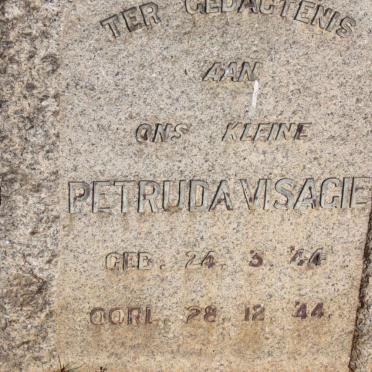 TER GEDAGTENIS
AAN
ONS KLEINE
PETRUDA VISAGIE
GEB. 24. 3. '44
OORL. 28. 12. '44.